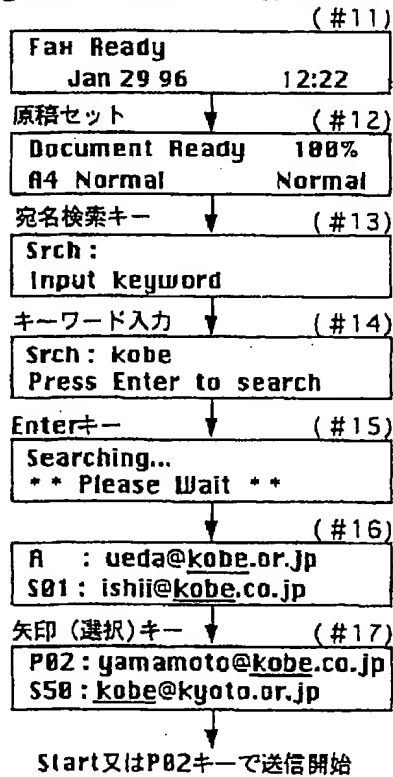 (#11)
Fax Ready
Jan 29 96 12:22
原稿セット (#12)
Document Ready 100%
A4 Normal Normal
宛名検索キー (#13)
Srch :
Input keyword
キーワード入力 (#14)
Srch : kobe
Press Enter to search
Enterキー (#15)
Searching...
** Please Wait **
(#16)
A : ueda@kobe.or.jp
S01 : ishii@kobe.co.jp
矢印（選択）キー (#17)
P02 : yamamoto@kobe.co.jp
S50 : kobe@kyoto.or.jp
Start又はP02キーで送信開始